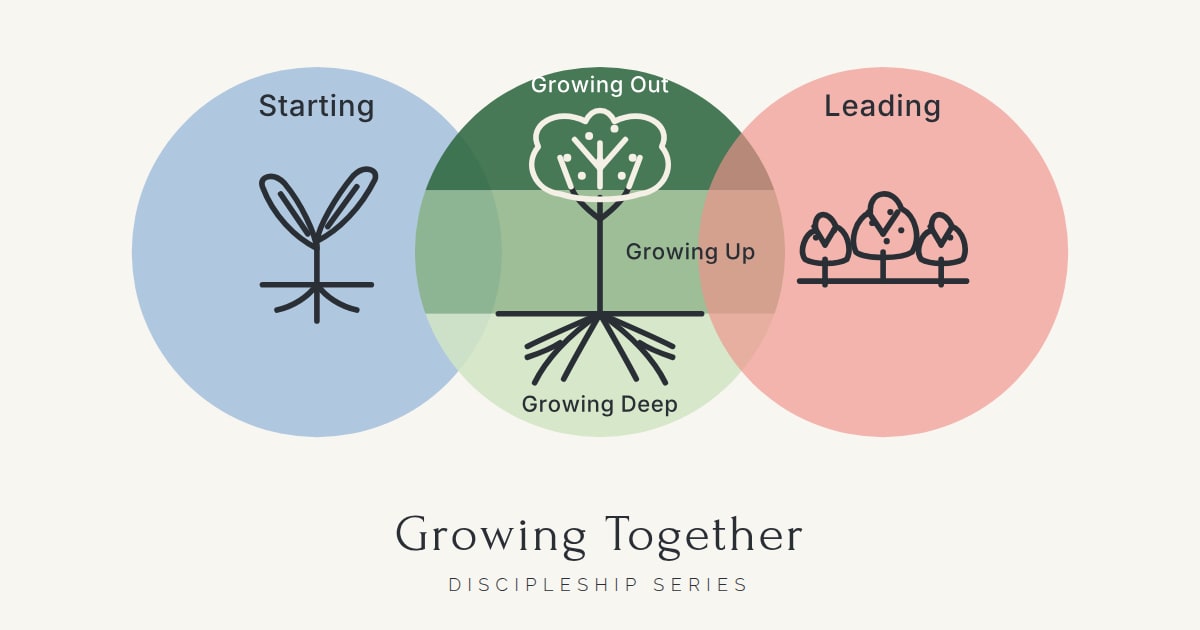 Starting
Growing Out
Leading
Growing Up
Growing Deep
Growing Together
DISCIPLESHIP SERIES